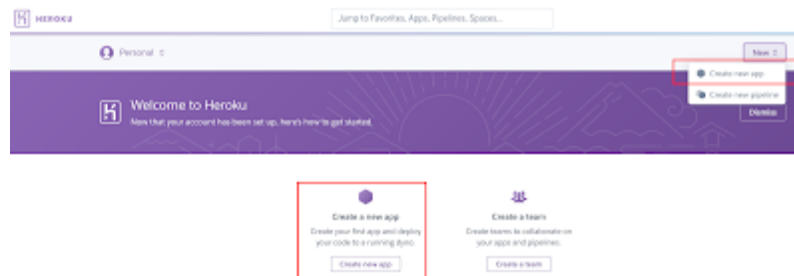 HEROKU
Jump to Favorites, Apps, Pipelines, Spaces...
Personal
New
Create new app
Create new pipeline
Welcome to Heroku
Now that your account has been set up, here's how to get started.
Dismiss
Create a new app
Create your first app and deploy
your code to a running dyno.
Create new app
Create a team
Create teams to collaborate on
your apps and pipelines.
Create a team